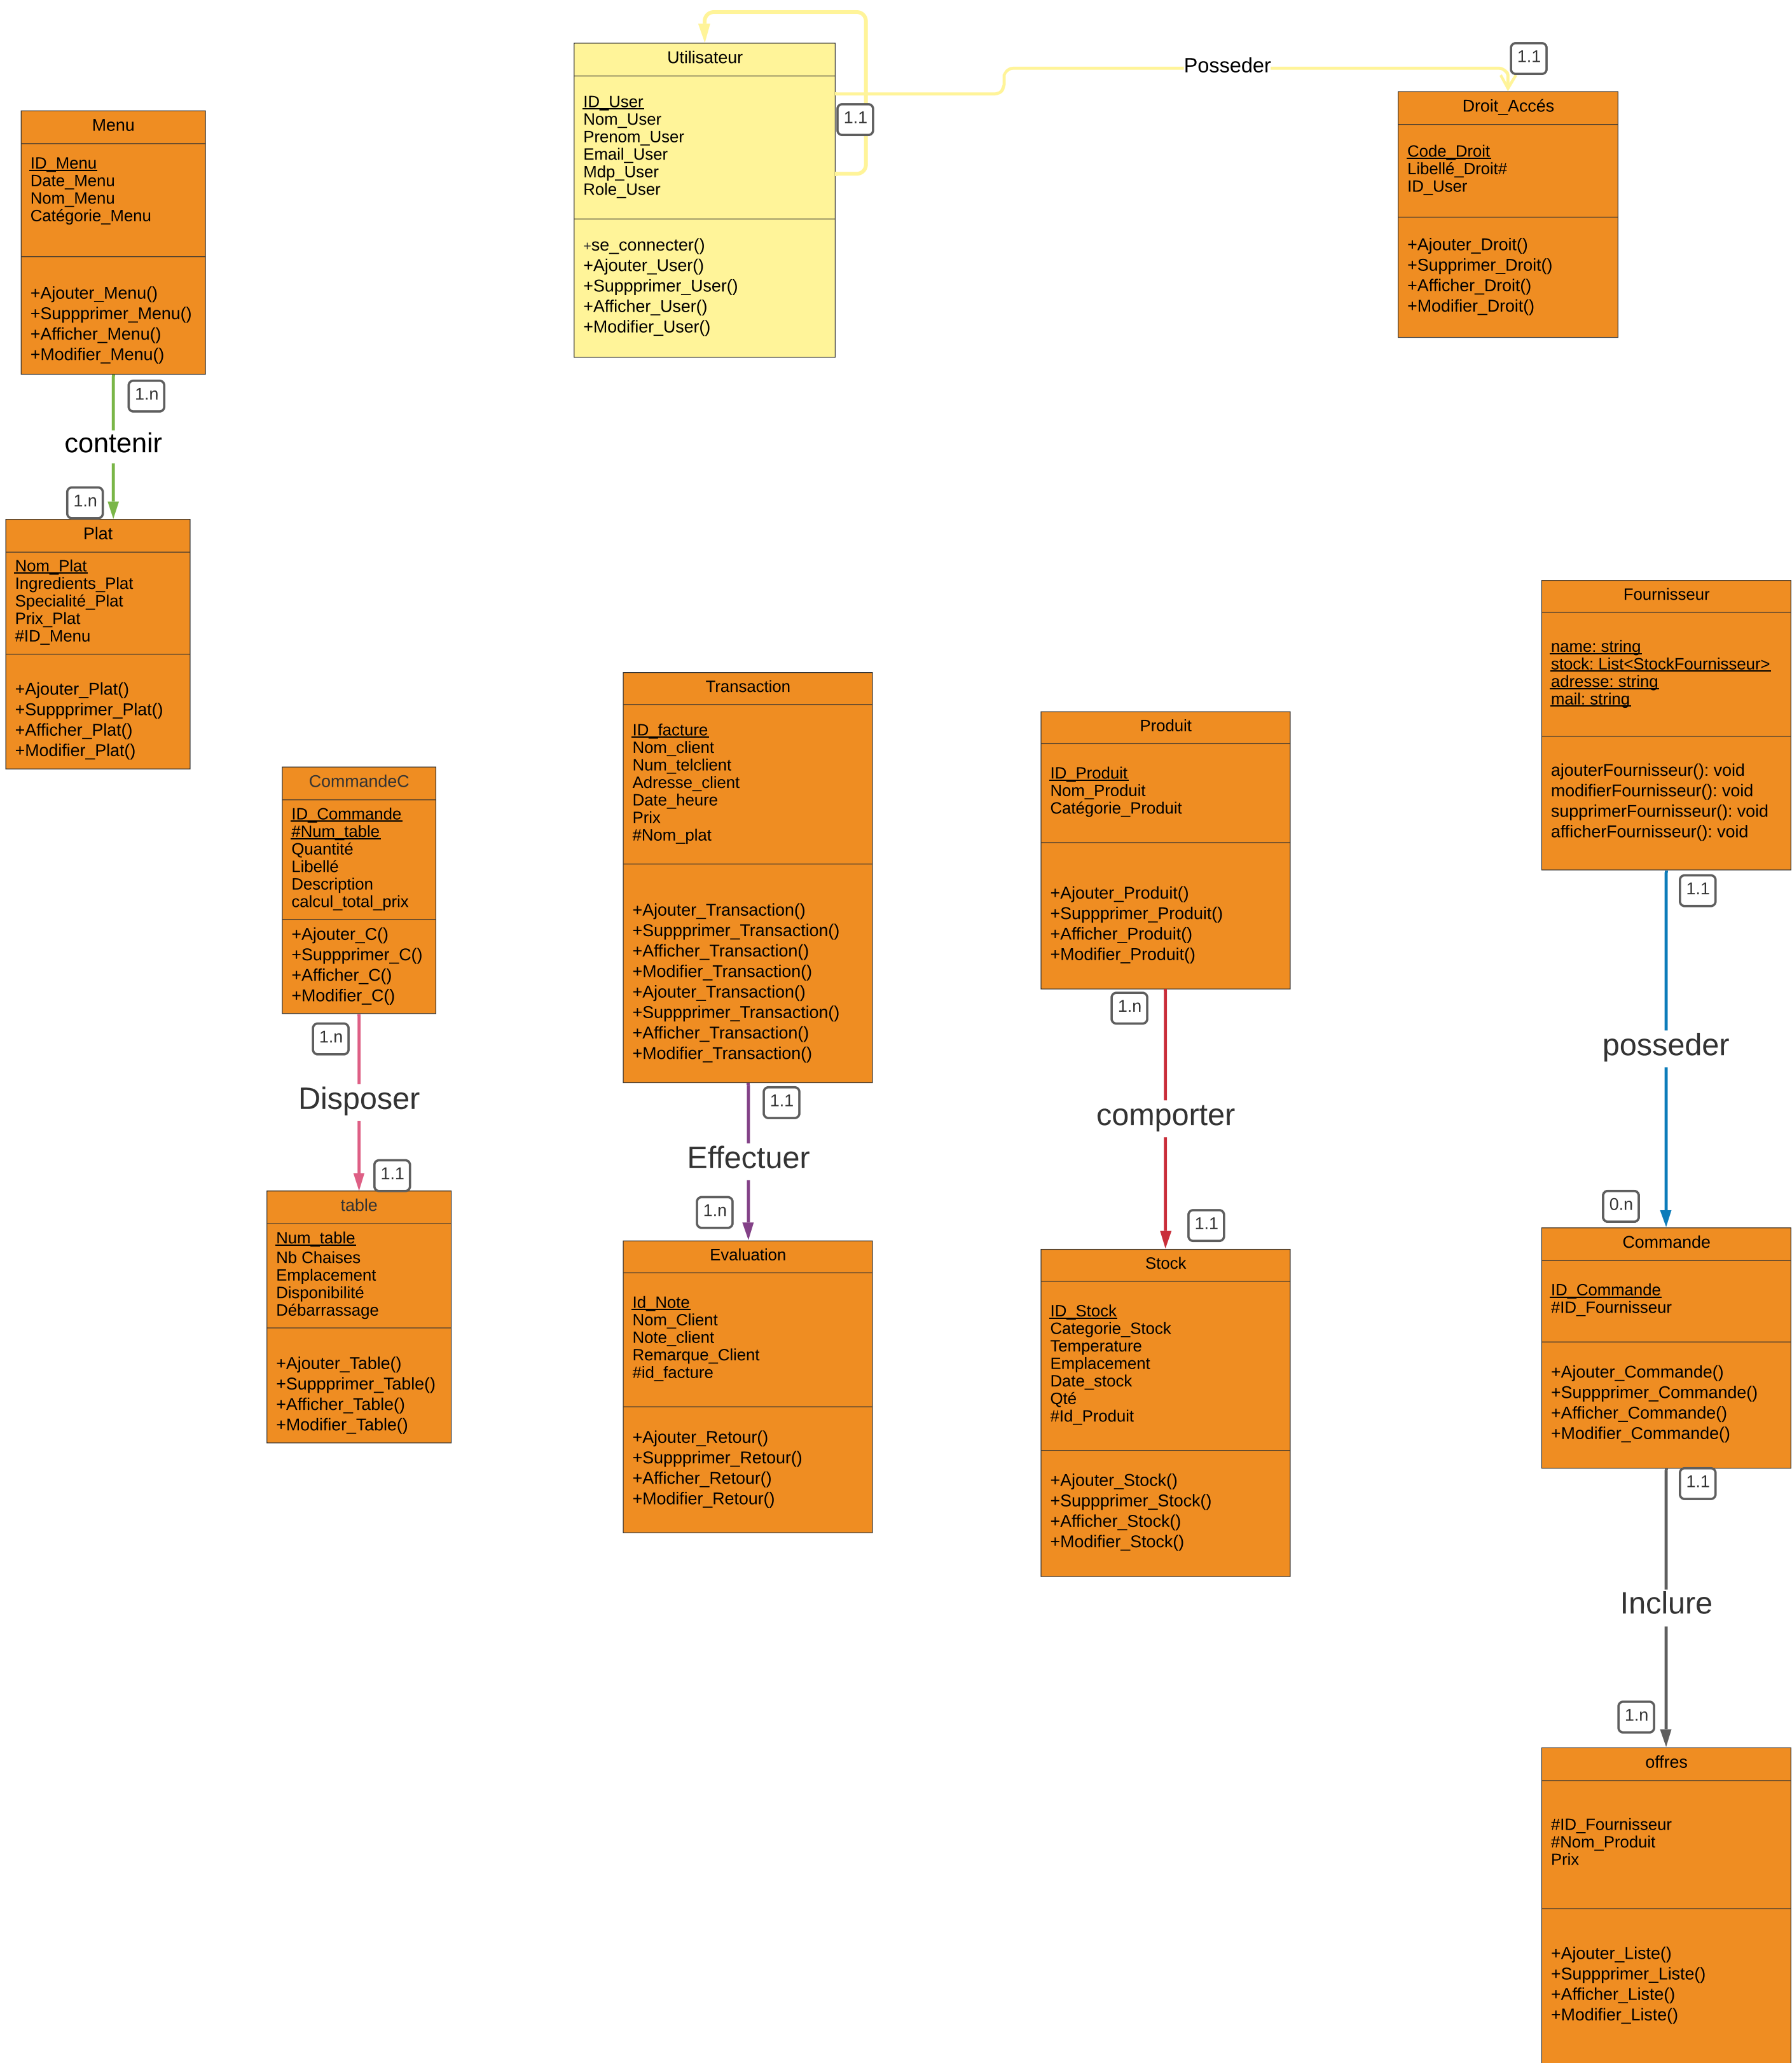 Utilisateur
ID_User
Nom_User
Prenom_User
Email_User
Mdp_User
Role_User
+se_connecter()
+Ajouter_User()
+Suppprimer_User()
+Afficher_User()
+Modifier_User()
1.1
Posseder
1.1
Droit_Accés
Code_Droit
Libellé_Droit#
ID_User
+Ajouter_Droit()
+Supprimer_Droit()
+Afficher_Droit()
+Modifier_Droit()
Menu
ID_Menu
Date_Menu
Nom_Menu
Catégorie_Menu
+Ajouter_Menu()
+Suppprimer_Menu()
+Afficher_Menu()
+Modifier_Menu()
1.n
contenir
1.n
Plat
Nom_Plat
Ingredients_Plat
Specialité_Plat
Prix_Plat
#ID_Menu
+Ajouter_Plat()
+Suppprimer_Plat()
+Afficher_Plat()
+Modifier_Plat()
CommandeC
ID_Commande
#Num_table
Quantité
Libellé
Description
calcul_total_prix
+Ajouter_C()
+Suppprimer_C()
+Afficher_C()
+Modifier_C()
1.n
Disposer
1.1
table
Num_table
Nb Chaises
Emplacement
Disponibilité
Débarrassage
+Ajouter_Table()
+Suppprimer_Table()
+Afficher_Table()
+Modifier_Table()
Transaction
ID_facture
Nom_client
Num_telclient
Adresse_client
Date_heure
Prix
#Nom_plat
+Ajouter_Transaction()
+Suppprimer_Transaction()
+Afficher_Transaction()
+Modifier_Transaction()
+Ajouter_Transaction()
+Suppprimer_Transaction()
+Afficher_Transaction()
+Modifier_Transaction()
1.1
Effectuer
1.n
Evaluation
Id_Note
Nom_Client
Note_client
Remarque_Client
#id_facture
+Ajouter_Retour()
+Suppprimer_Retour()
+Afficher_Retour()
+Modifier_Retour()
Produit
ID_Produit
Nom_Produit
Catégorie_Produit
+Ajouter_Produit()
+Suppprimer_Produit()
+Afficher_Produit()
+Modifier_Produit()
1.n
comporter
1.1
Stock
ID_Stock
Categorie_Stock
Temperature
Emplacement
Date_stock
Qté
#Id_Produit
+Ajouter_Stock()
+Suppprimer_Stock()
+Afficher_Stock()
+Modifier_Stock()
Fournisseur
name: string
stock: List<StockFournisseur>
adresse: string
mail: string
ajouterFournisseur(): void
modifierFournisseur(): void
supprimerFournisseur(): void
afficherFournisseur(): void
1.1
posseder
0.n
Commande
ID_Commande
#ID_Fournisseur
+Ajouter_Commande()
+Suppprimer_Commande()
+Afficher_Commande()
+Modifier_Commande()
1.1
Inclure
1.n
offres
#ID_Fournisseur
#Nom_Produit
Prix
+Ajouter_Liste()
+Suppprimer_Liste()
+Afficher_Liste()
+Modifier_Liste()